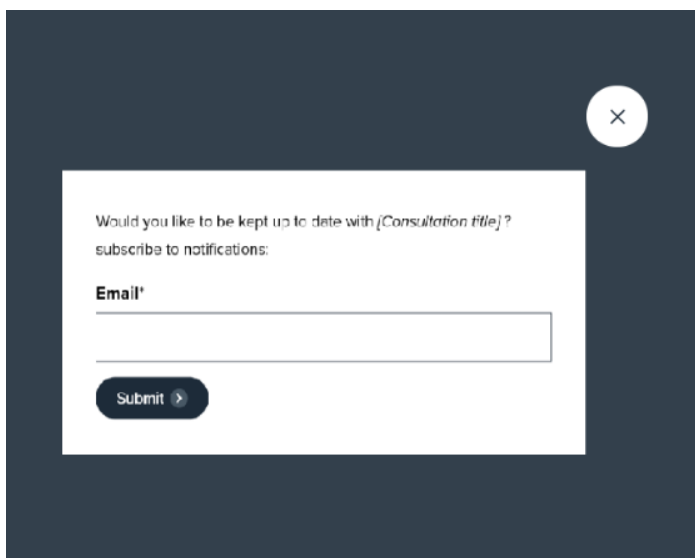 Would you like to be kept up to date with [Consultation title] ?
subscribe to notifications:
Email*
Submit